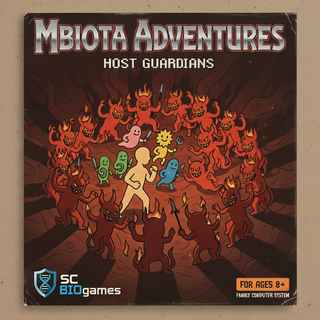 MBIOTA ADVENTURES
HOST GUARDIANS
SC
BIOgames
FOR AGES 8+
FAMILY COMPUTER SYSTEM